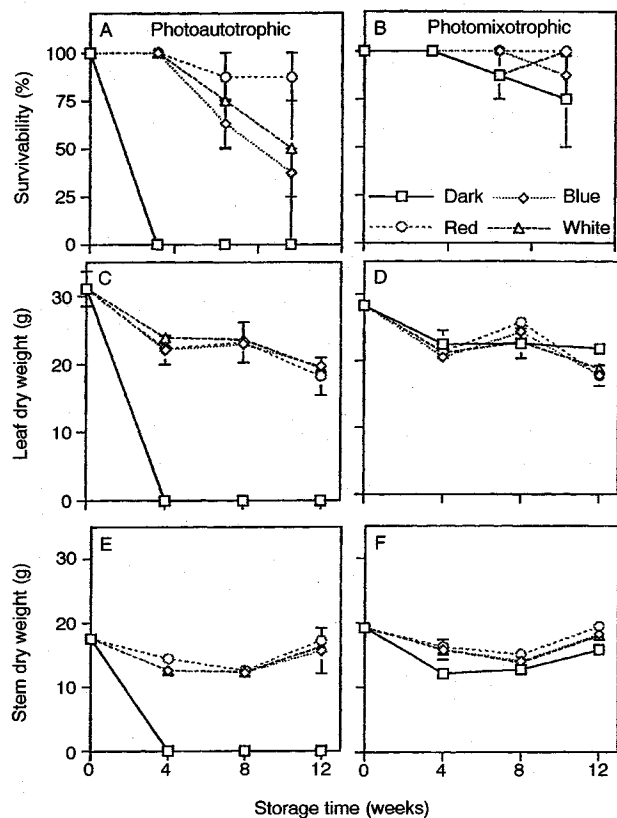 A Photoautotrophic
B Photomixotrophic
Survivability (%)
100
75
50
25
0
Dark Blue
Red White
C
D
Leaf dry weight (g)
30
20
10
0
E
F
Stem dry weight (g)
30
20
10
0
0 4 8 12
0 4 8 12
Storage time (weeks)